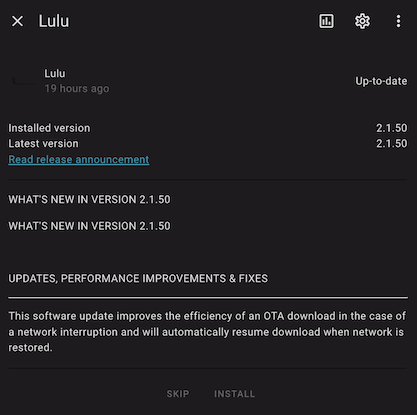 Lulu
Lulu
19 hours ago
Up-to-date
Installed version 2.1.50
Latest version 2.1.50
Read release announcement
WHAT'S NEW IN VERSION 2.1.50
WHAT'S NEW IN VERSION 2.1.50
UPDATES, PERFORMANCE IMPROVEMENTS & FIXES
This software update improves the efficiency of an OTA download in the case of
a network interruption and will automatically resume download when network is
restored.
SKIP INSTALL